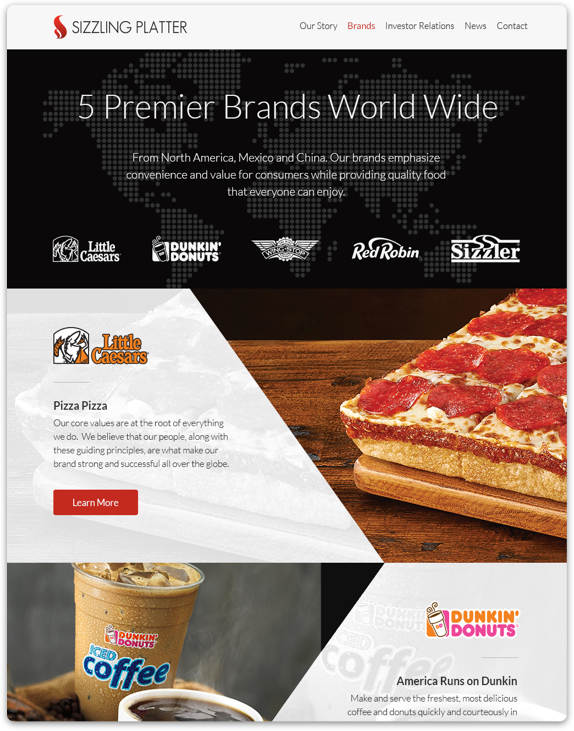 SIZZLING PLATTER
Our Story Brands Investor Relations News Contact
5 Premier Brands World Wide
From North America, Mexico and China. Our brands emphasize
convenience and value for consumers while providing quality food
that everyone can enjoy.
Little
Caesars
DUNKIN'
DONUTS
WING·STOP
Red Robin
Sizzler
Little
Caesars
Pizza Pizza
Our core values are at the root of everything
we do. We believe that our people, along with
these guiding principles, are what make our
brand strong and successful all over the globe.
Learn More
DUNKIN'
DONUTS
ICED
coffee
DUNKIN'
DONUTS
America Runs on Dunkin
Make and serve the freshest, most delicious
coffee and donuts quickly and courteously in